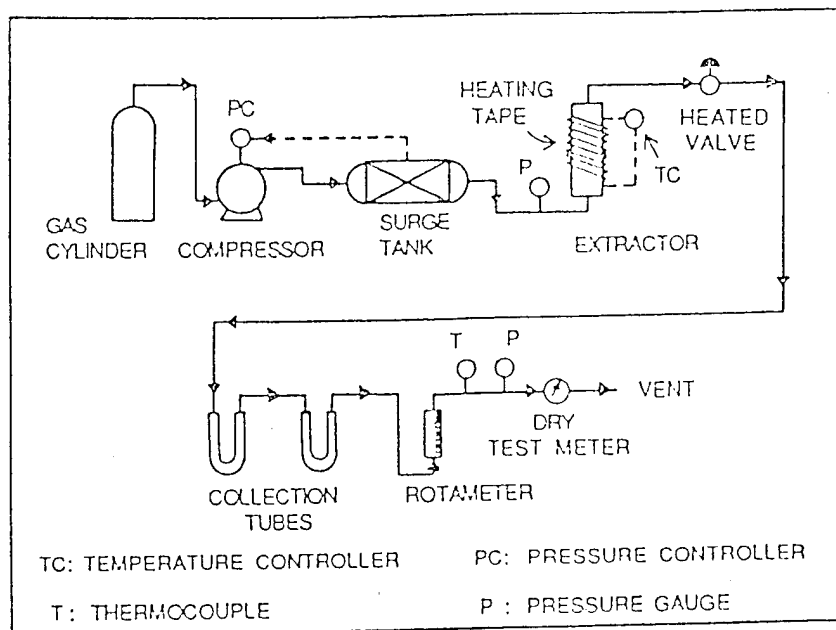 PC
HEATING
TAPE
HEATED
VALVE
P
TC
GAS
CYLINDER
COMPRESSOR
SURGE
TANK
EXTRACTOR
T
P
VENT
DRY
TEST METER
COLLECTION
TUBES
ROTAMETER
TC: TEMPERATURE CONTROLLER
PC: PRESSURE CONTROLLER
T: THERMOCOUPLE
P : PRESSURE GAUGE